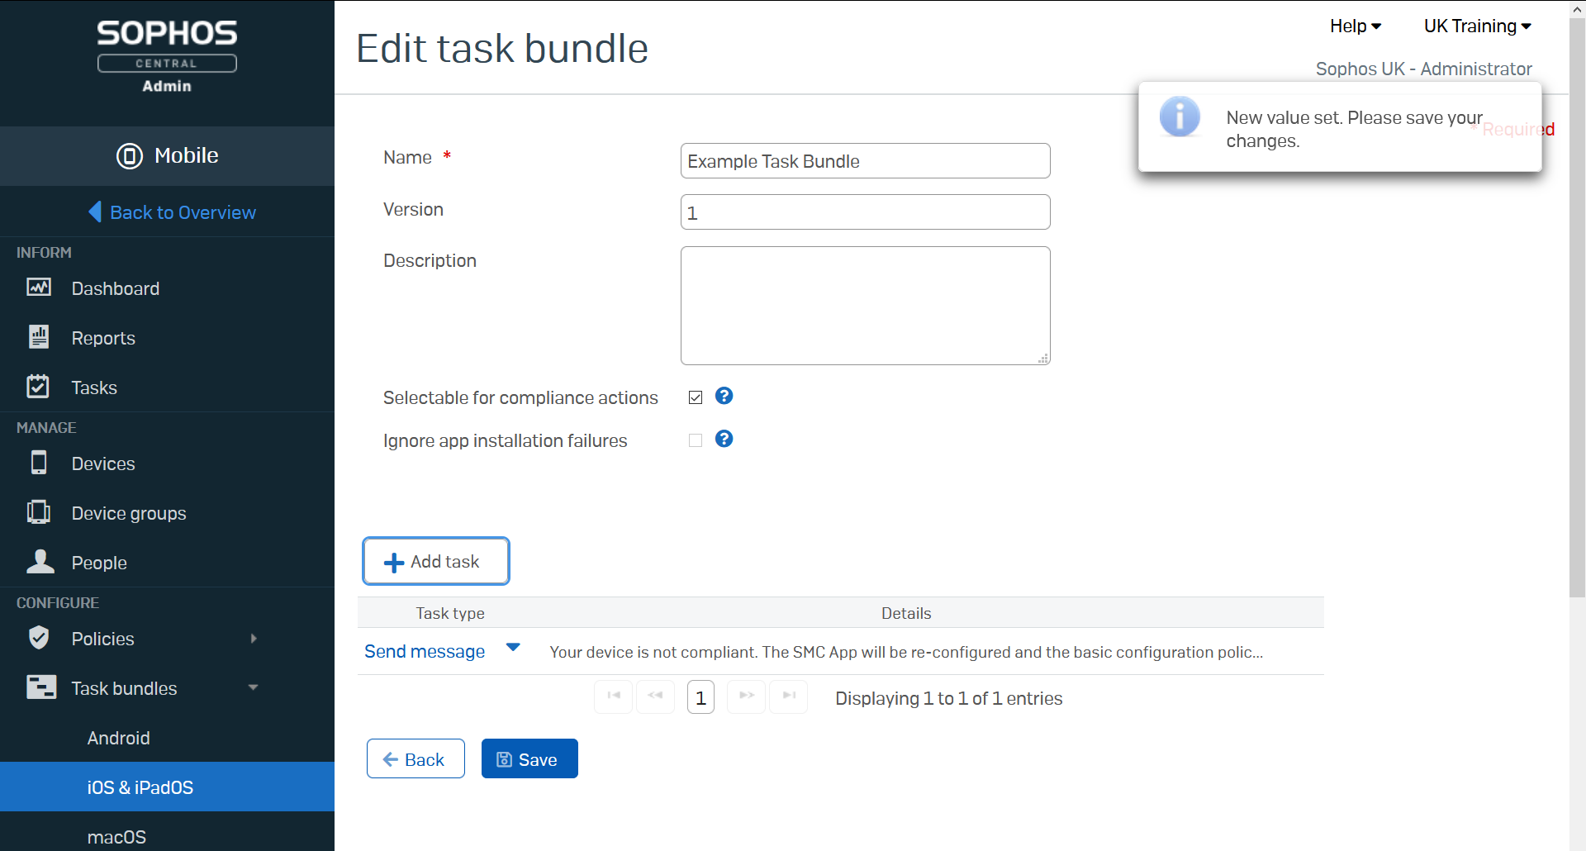 SOPHOS
CENTRAL
Admin
Mobile
Back to Overview
INFORM
Dashboard
Reports
Tasks
MANAGE
Devices
Device groups
People
CONFIGURE
Policies
Task bundles
Android
iOS & iPadOS
macOS
Edit task bundle
Help
UK Training
Sophos UK - Administrator
New value set. Please save your
changes.
* Required
Name *
Example Task Bundle
Version
1
Description
Selectable for compliance actions
?
Ignore app installation failures
?
Add task
Task type
Details
Send message
Your device is not compliant. The SMC App will be re-configured and the basic configuration polic...
1
Displaying 1 to 1 of 1 entries
Back
Save